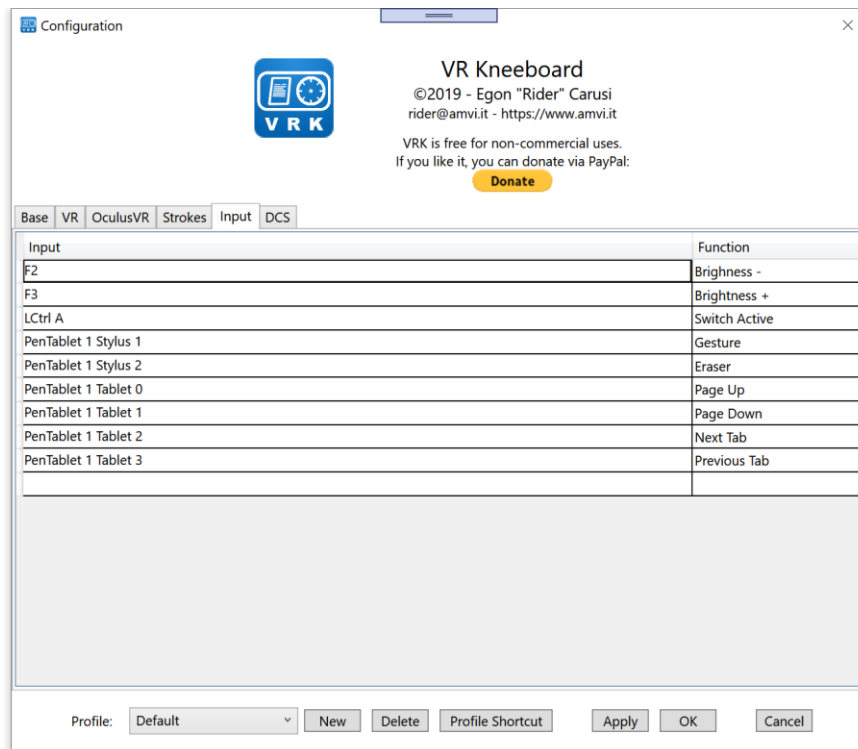 Configuration
VRK
VR Kneeboard
©2019 - Egon "Rider" Carusi
rider@amvi.it - https://www.amvi.it
VRK is free for non-commercial uses.
If you like it, you can donate via PayPal:
Donate
Base VR OculusVR Strokes Input DCS
Input Function
F2 Brighness -
F3 Brightness +
LCtrl A Switch Active
PenTablet 1 Stylus 1 Gesture
PenTablet 1 Stylus 2 Eraser
PenTablet 1 Tablet 0 Page Up
PenTablet 1 Tablet 1 Page Down
PenTablet 1 Tablet 2 Next Tab
PenTablet 1 Tablet 3 Previous Tab
Profile: Default New Delete Profile Shortcut Apply OK Cancel